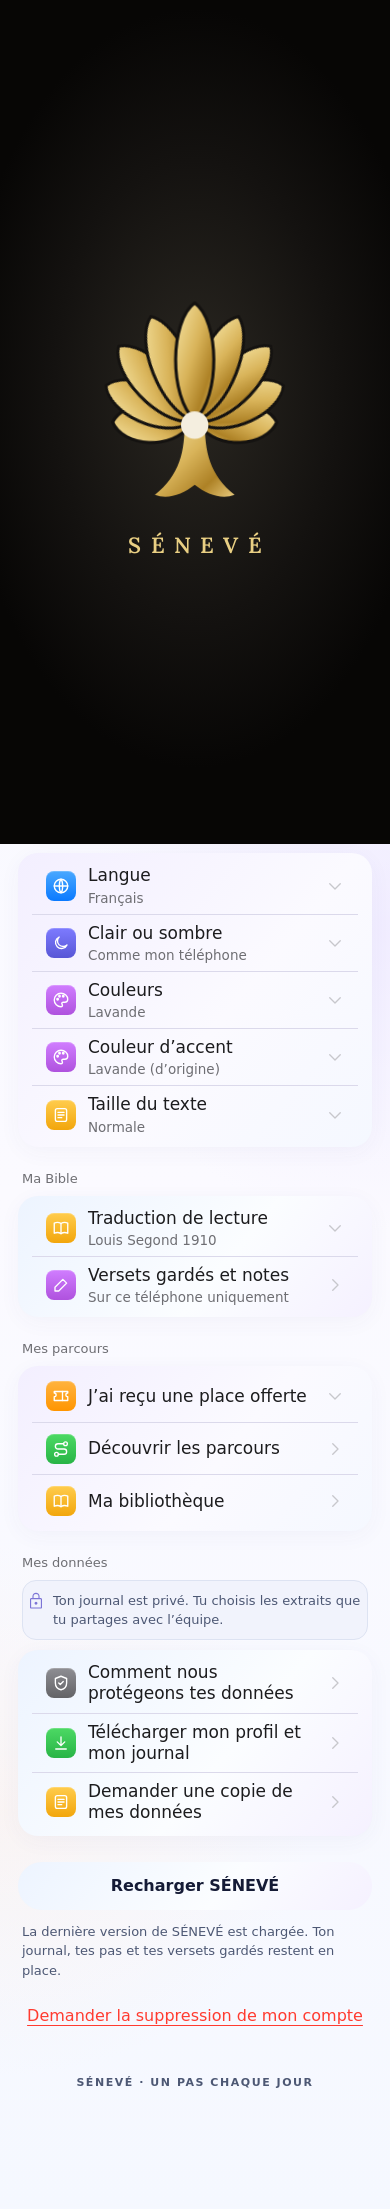 SÉNEVÉ
Langue
Français
Clair ou sombre
Comme mon téléphone
Couleurs
Lavande
Couleur d’accent
Lavande (d’origine)
Taille du texte
Normale
Ma Bible
Traduction de lecture
Louis Segond 1910
Versets gardés et notes
Sur ce téléphone uniquement
Mes parcours
J’ai reçu une place offerte
Découvrir les parcours
Ma bibliothèque
Mes données
Ton journal est privé. Tu choisis les extraits que
tu partages avec l’équipe.
Comment nous
protégeons tes données
Télécharger mon profil et
mon journal
Demander une copie de
mes données
Recharger SÉNEVÉ
La dernière version de SÉNEVÉ est chargée. Ton
journal, tes pas et tes versets gardés restent en
place.
Demander la suppression de mon compte
SÉNEVÉ · UN PAS CHAQUE JOUR